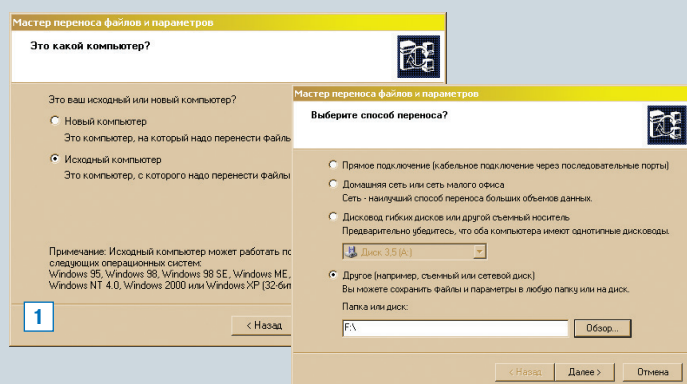 Мастер переноса файлов и параметров
Это какой компьютер?
Это ваш исходный или новый компьютер?
Новый компьютер
Это компьютер, на который надо перенести файлы
Исходный компьютер
Это компьютер, с которого надо перенести файлы
Примечание: Исходный компьютер может работать по
следующих операционных систем:
Windows 95, Windows 98, Windows 98 SE, Windows ME,
Windows NT 4.0, Windows 2000 или Windows XP (32-бит
1
< Назад
Мастер переноса файлов и параметров
Выберите способ переноса?
Прямое подключение (кабельное подключение через последовательные порты)
Домашняя сеть или сеть малого офиса
Сеть - наилучший способ переноса больших объемов данных.
Дисковод гибких дисков или другой съемный носитель
Предварительно убедитесь, что оба компьютера имеют однотипные дисководы.
Диск 3,5 (A:)
Другое (например, съемный или сетевой диск)
Вы можете сохранить файлы и параметры в любую папку или на диск.
Папка или диск:
F:\
Обзор...
< Назад
Далее >
Отмена